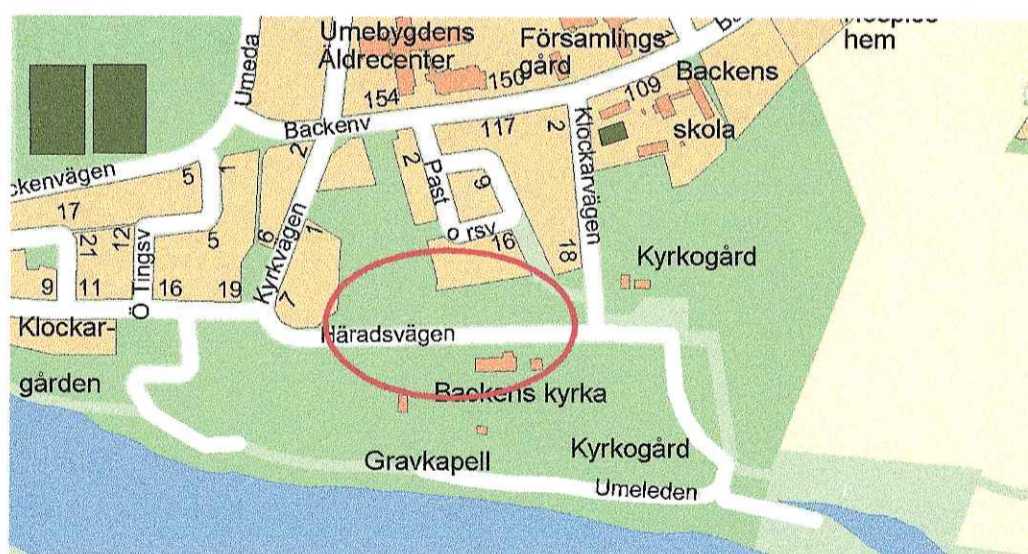 Umebygdens
Äldrecenter
Församlings
gård
hem
Backens
skola
Umeda
154
150
109
Backenv
117
2
2
2
Klockarvägen
Past
o rsv
9
16
18
5
1
17
21
12
Ö Tingsv
5
6
Kyrkvägen
1
9
11
16
19
7
Kyrkogård
Klockar-
gården
Häradsvägen
Backens kyrka
Gravkapell
Kyrkogård
Umeleden